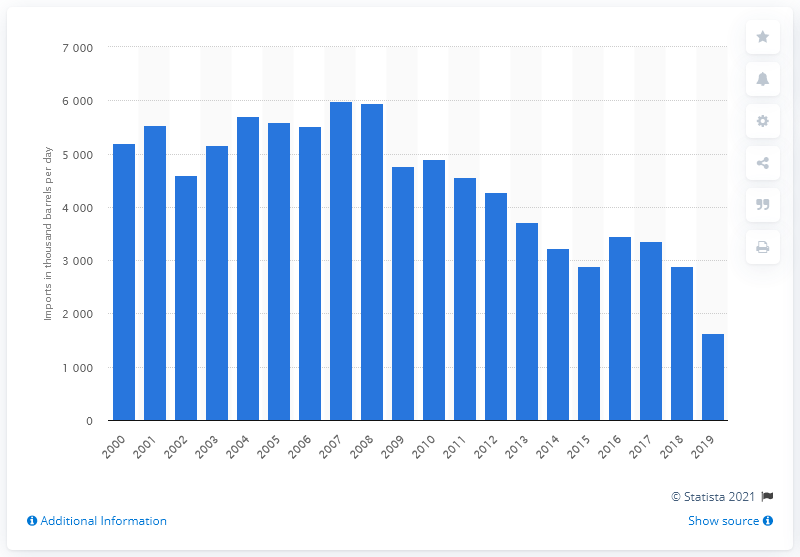 7 000
6 000
5 000
4 000
3 000
2 000
1 000
0
Imports in thousand barrels per day
2000 2001 2002 2003 2004 2005 2006 2007 2008 2009 2010 2011 2012 2013 2014 2015 2016 2017 2018 2019
© Statista 2021
Additional Information
Show source